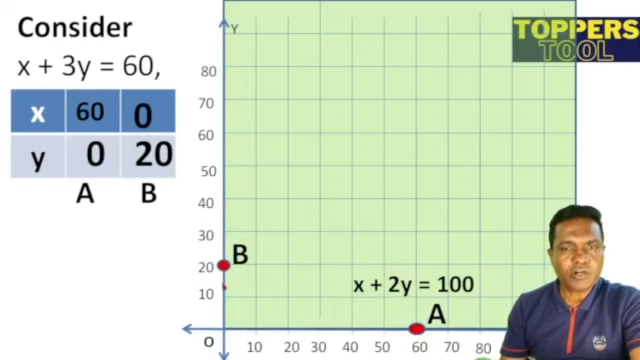 Consider
x + 3y = 60,
x 60 0
y 0 20
A B
TOPPERS
TOOL
Y
80
70
60
50
40
30
20
10
B
x + 2y = 100
A
O 10 20 30 40 50 60 70 80